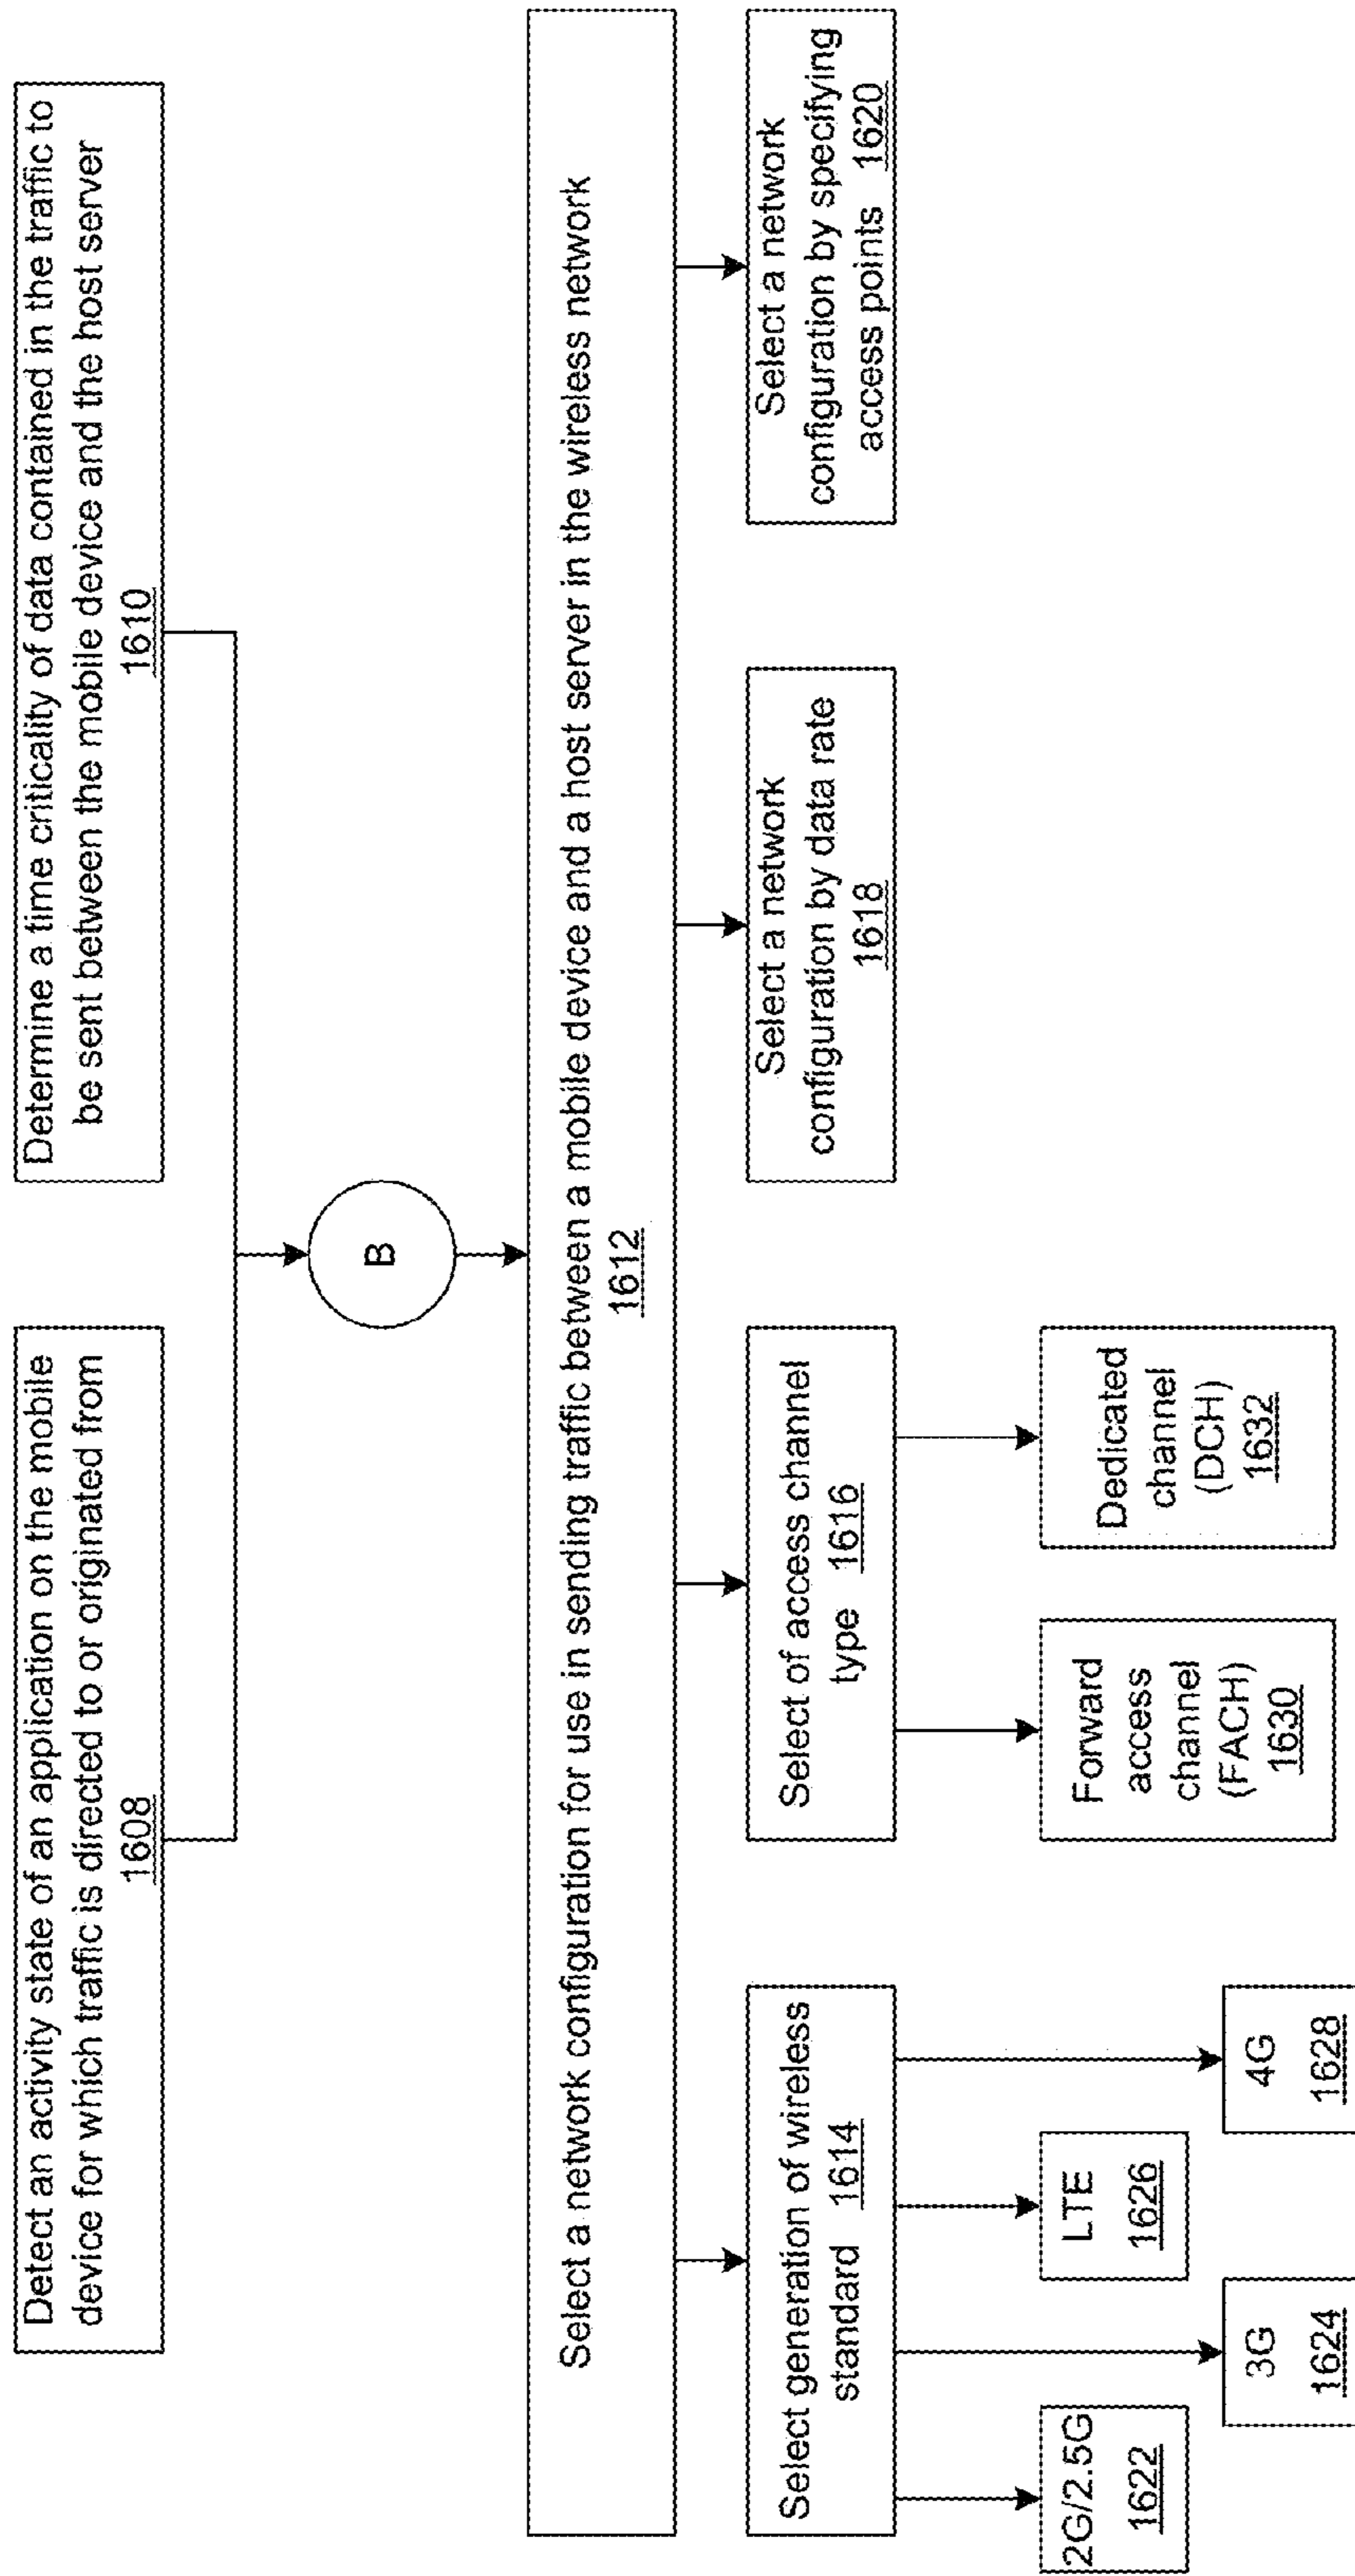 Detect an activity state of an application on the mobile
device for which traffic is directed to or originated from
1608
Determine a time criticality of data contained in the traffic to
be sent between the mobile device and the host server
1610
B
Select a network configuration for use in sending traffic between a mobile device and a host server in the wireless network
1612
Select generation of wireless
standard 1614
Select of access channel
type 1616
Select a network
configuration by data rate
1618
Select a network
configuration by specifying
access points 1620
2G/2.5G
1622
3G
1624
LTE
1626
4G
1628
Forward
access
channel
(FACH)
1630
Dedicated
channel
(DCH)
1632